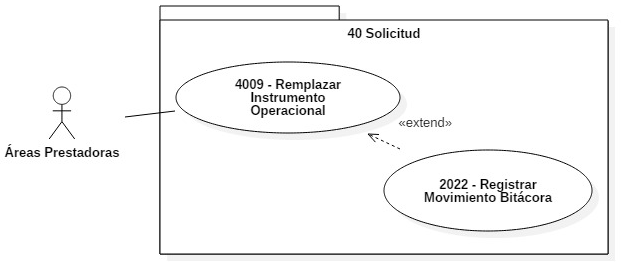 40 Solicitud
4009 - Remplazar
Instrumento
Operacional
«extend»
Áreas Prestadoras
2022 - Registrar
Movimiento Bitácora